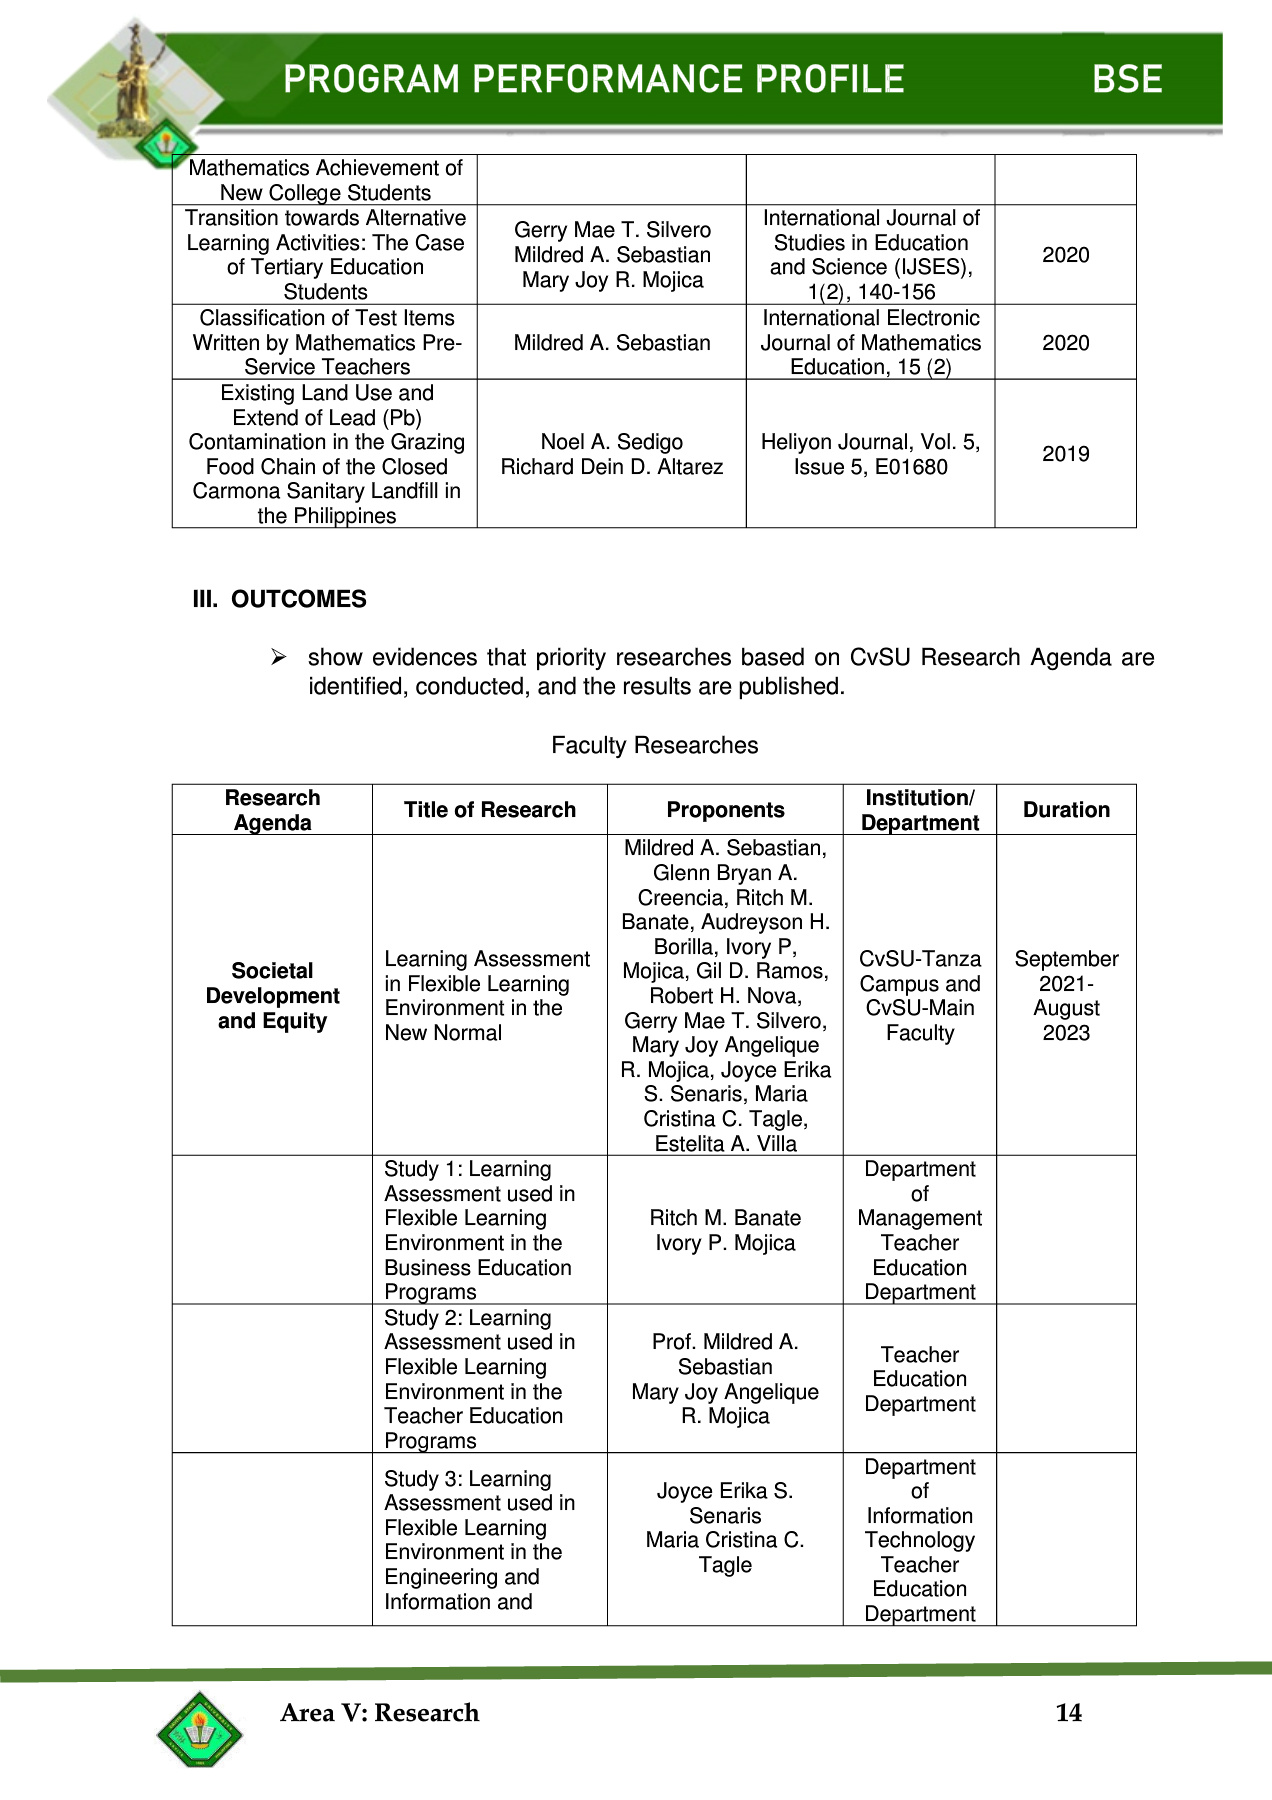 PROGRAM PERFORMANCE PROFILE BSE
Mathematics Achievement of
New College Students
Transition towards Alternative
Learning Activities: The Case
of Tertiary Education
Students
Gerry Mae T. Silvero
Mildred A. Sebastian
Mary Joy R. Mojica
International Journal of
Studies in Education
and Science (IJSES),
1(2), 140-156
2020
Classification of Test Items
Written by Mathematics Pre-
Service Teachers
Mildred A. Sebastian
International Electronic
Journal of Mathematics
Education, 15 (2)
2020
Existing Land Use and
Extend of Lead (Pb)
Contamination in the Grazing
Food Chain of the Closed
Carmona Sanitary Landfill in
the Philippines
Noel A. Sedigo
Richard Dein D. Altarez
Heliyon Journal, Vol. 5,
Issue 5, E01680
2019
III. OUTCOMES
➢ show evidences that priority researches based on CvSU Research Agenda are
identified, conducted, and the results are published.
Faculty Researches
Research
Agenda
Title of Research
Proponents
Institution/
Department
Duration
Societal
Development
and Equity
Learning Assessment
in Flexible Learning
Environment in the
New Normal
Mildred A. Sebastian,
Glenn Bryan A.
Creencia, Ritch M.
Banate, Audreyson H.
Borilla, Ivory P,
Mojica, Gil D. Ramos,
Robert H. Nova,
Gerry Mae T. Silvero,
Mary Joy Angelique
R. Mojica, Joyce Erika
S. Senaris, Maria
Cristina C. Tagle,
Estelita A. Villa
CvSU-Tanza
Campus and
CvSU-Main
Faculty
September
2021-
August
2023
Study 1: Learning
Assessment used in
Flexible Learning
Environment in the
Business Education
Programs
Ritch M. Banate
Ivory P. Mojica
Department
of
Management
Teacher
Education
Department
Study 2: Learning
Assessment used in
Flexible Learning
Environment in the
Teacher Education
Programs
Prof. Mildred A.
Sebastian
Mary Joy Angelique
R. Mojica
Teacher
Education
Department
Study 3: Learning
Assessment used in
Flexible Learning
Environment in the
Engineering and
Information and
Joyce Erika S.
Senaris
Maria Cristina C.
Tagle
Department
of
Information
Technology
Teacher
Education
Department
Area V: Research 14